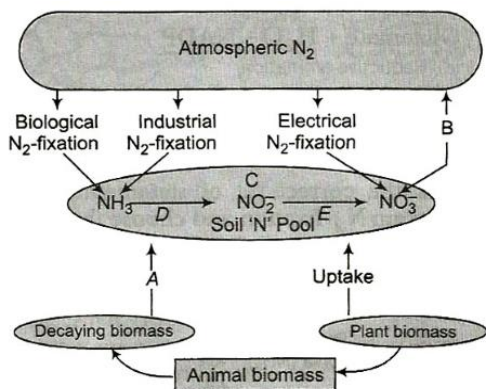 Atmospheric N₂
Biological Industrial Electrical
N₂-fixation N₂-fixation N₂-fixation
B
C
NH₃ D NO₂⁻ E NO₃⁻
Soil 'N' Pool
A Uptake
Decaying biomass Plant biomass
Animal biomass